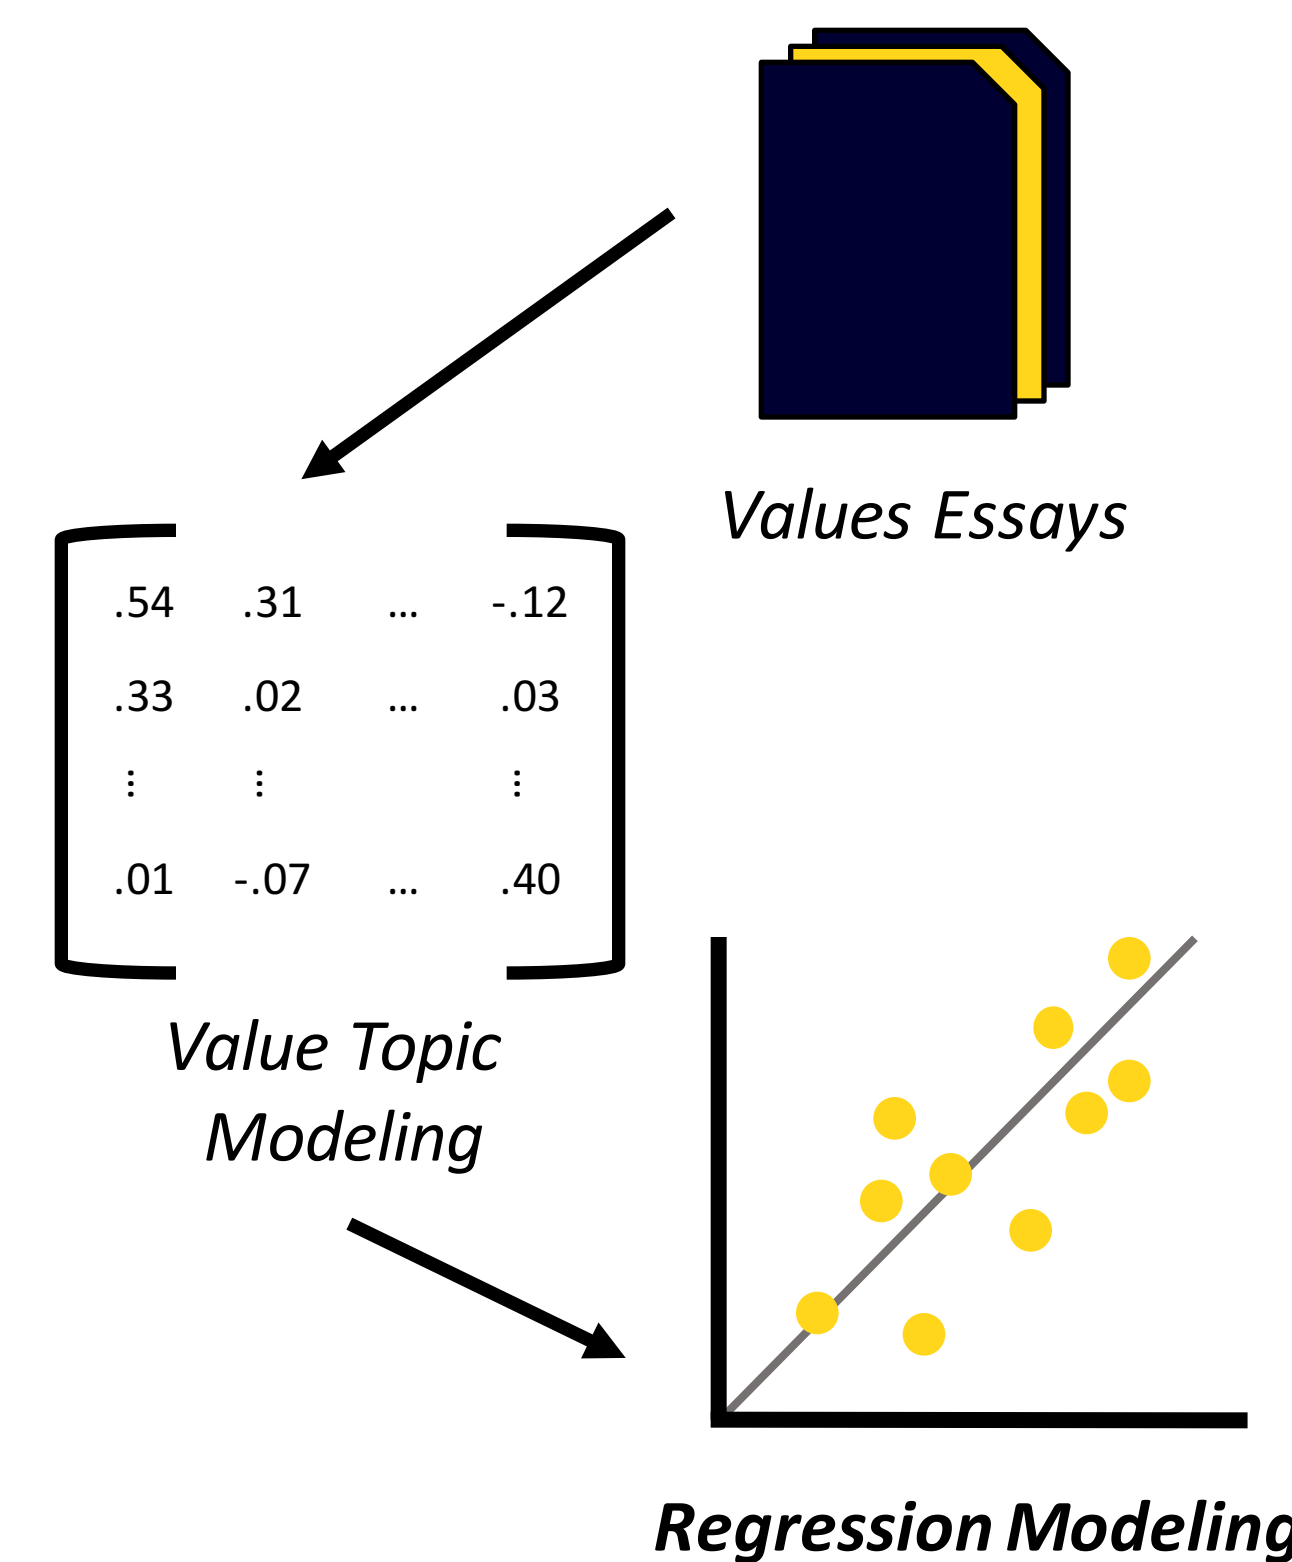 Values Essays
.54 .31 ... -.12
.33 .02 ... .03
⋮ ⋮ ⋮
.01 -.07 ... .40
Value Topic
Modeling
Regression Modeling